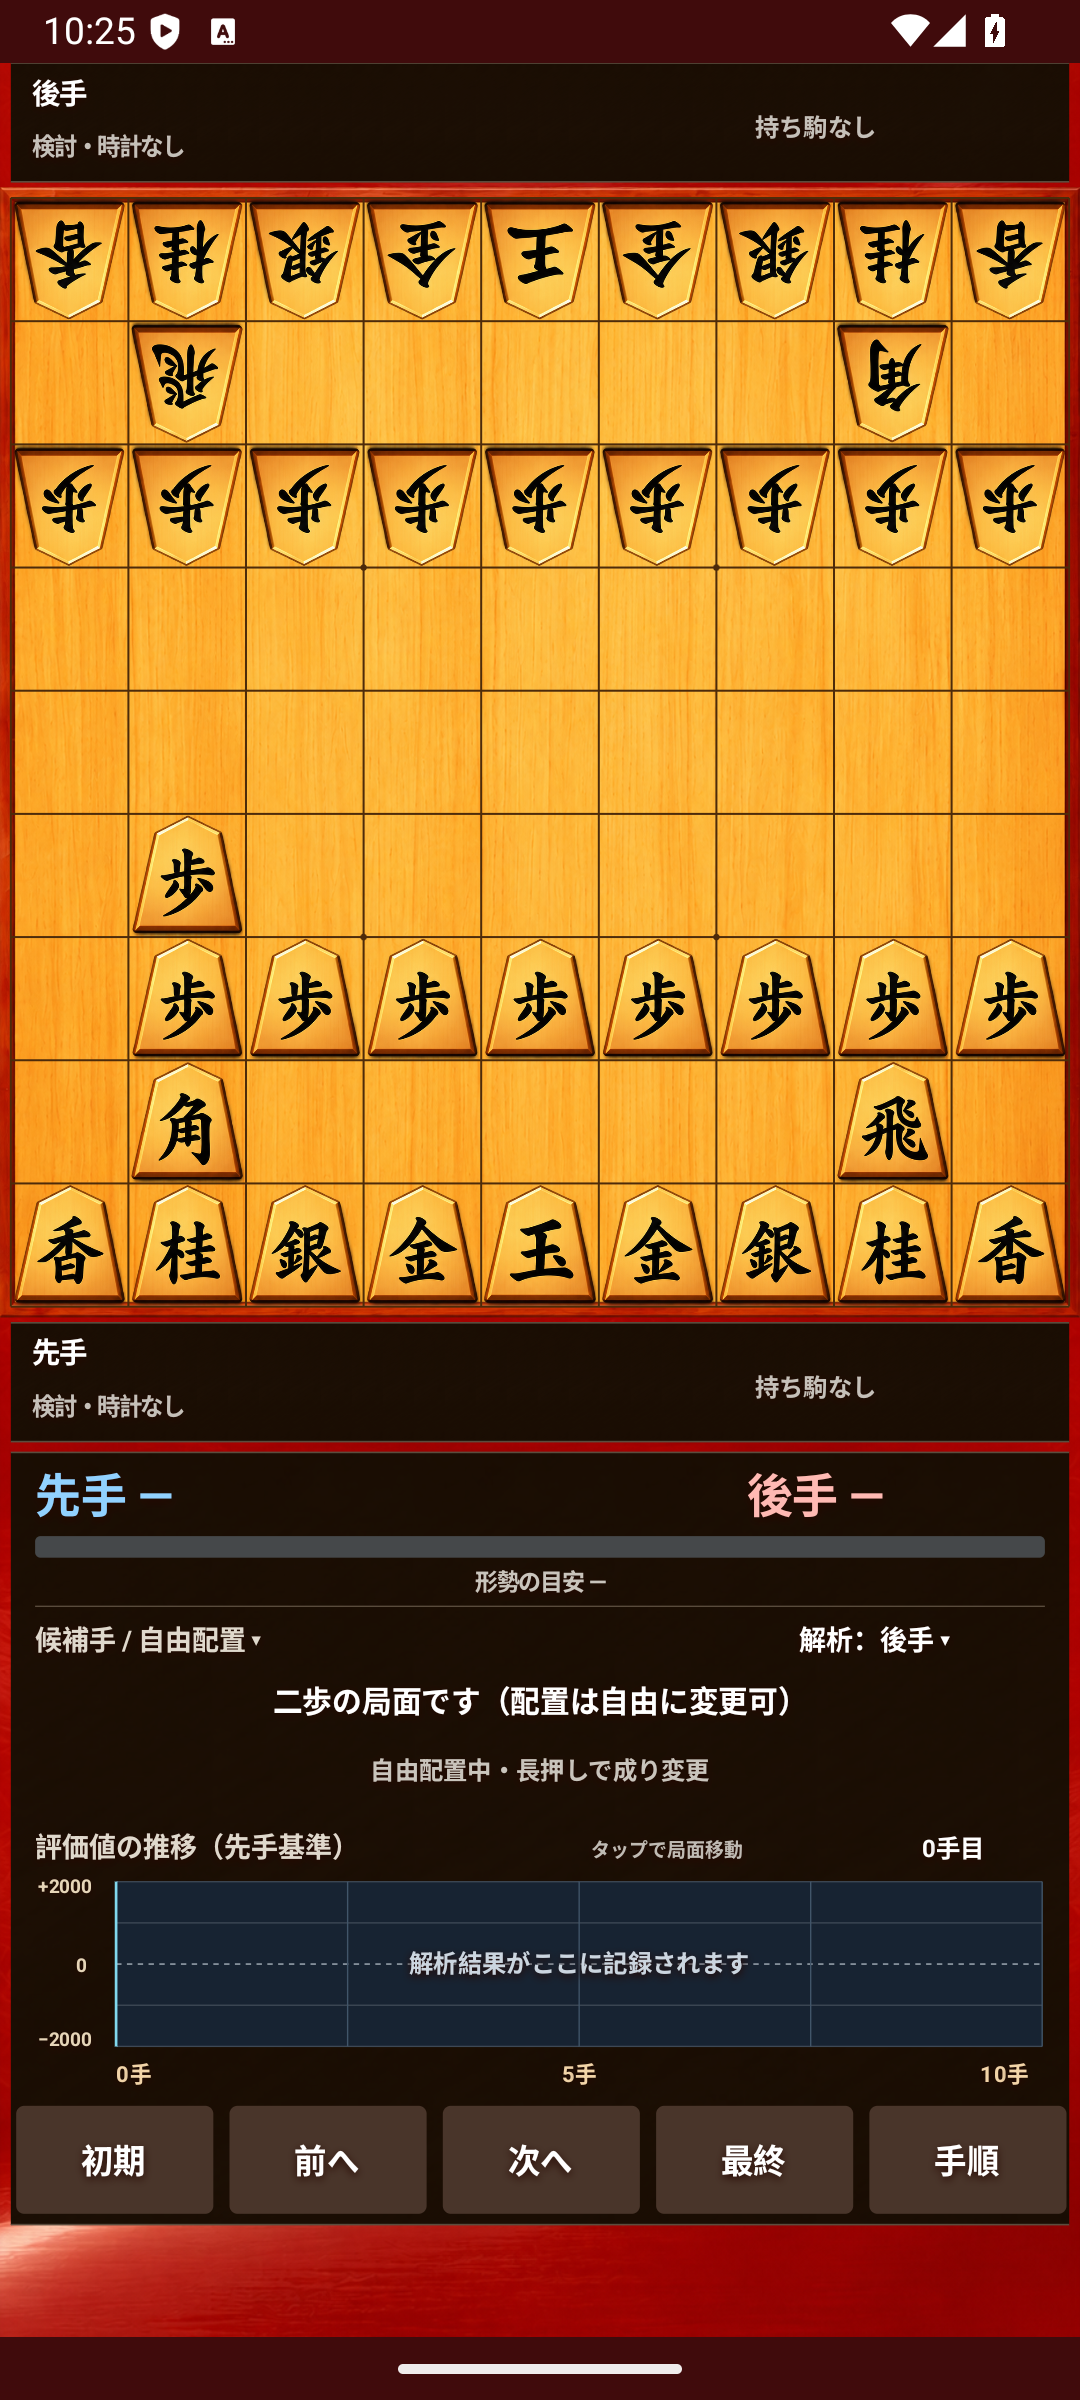 10:25
後手
検討・時計なし
持ち駒なし
香桂銀金王金銀桂香
飛角
歩歩歩歩歩歩歩歩歩
歩
歩歩歩歩歩歩歩歩
角飛
香桂銀金玉金銀桂香
先手
検討・時計なし
持ち駒なし
先手 − 後手 −
形勢の目安 −
候補手 / 自由配置 ▾ 解析：後手 ▾
二歩の局面です（配置は自由に変更可）
自由配置中・長押しで成り変更
評価値の推移（先手基準） タップで局面移動 0手目
+2000
解析結果がここに記録されます
0
−2000
0手 5手 10手
初期 前へ 次へ 最終 手順